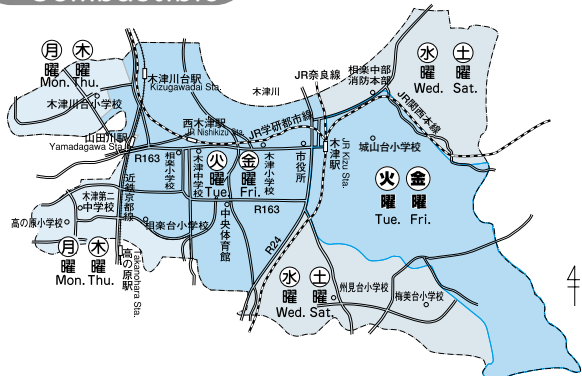 Combustible
月曜 木曜
Mon. Thu.
木津川台駅
Kizugawadai Sta.
木津川
JR奈良線
相楽中部
消防本部
水曜 土曜
Wed. Sat.
木津川台小学校
西木津駅
JR Nishikizu Sta.
JR学研都市線
JR関西本線
山田川駅
Yamadagawa Sta.
R163
相楽小学校
木津中学校
火曜 金曜
Tue. Fri.
木津小学校
市役所
木津駅
JR Kizu Sta.
城山台小学校
火曜 金曜
Tue. Fri.
近鉄京都線
木津第二
中学校
高の原小学校
相楽台小学校
中央体育館
R163
R24
月曜 木曜
Mon. Thu.
高の原駅
Takanohara Sta.
水曜 土曜
Wed. Sat.
州見台小学校
梅美台小学校